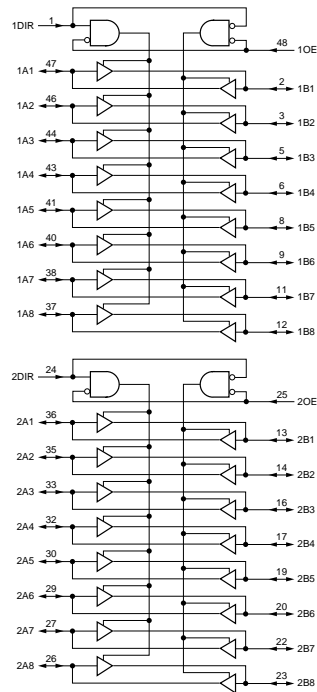 1DIR 1
48 1OE
1A1 47
2 1B1
1A2 46
3 1B2
1A3 44
5 1B3
1A4 43
6 1B4
1A5 41
8 1B5
1A6 40
9 1B6
1A7 38
11 1B7
1A8 37
12 1B8
2DIR 24
25 2OE
2A1 36
13 2B1
2A2 35
14 2B2
2A3 33
16 2B3
2A4 32
17 2B4
2A5 30
19 2B5
2A6 29
20 2B6
2A7 27
22 2B7
2A8 26
23 2B8